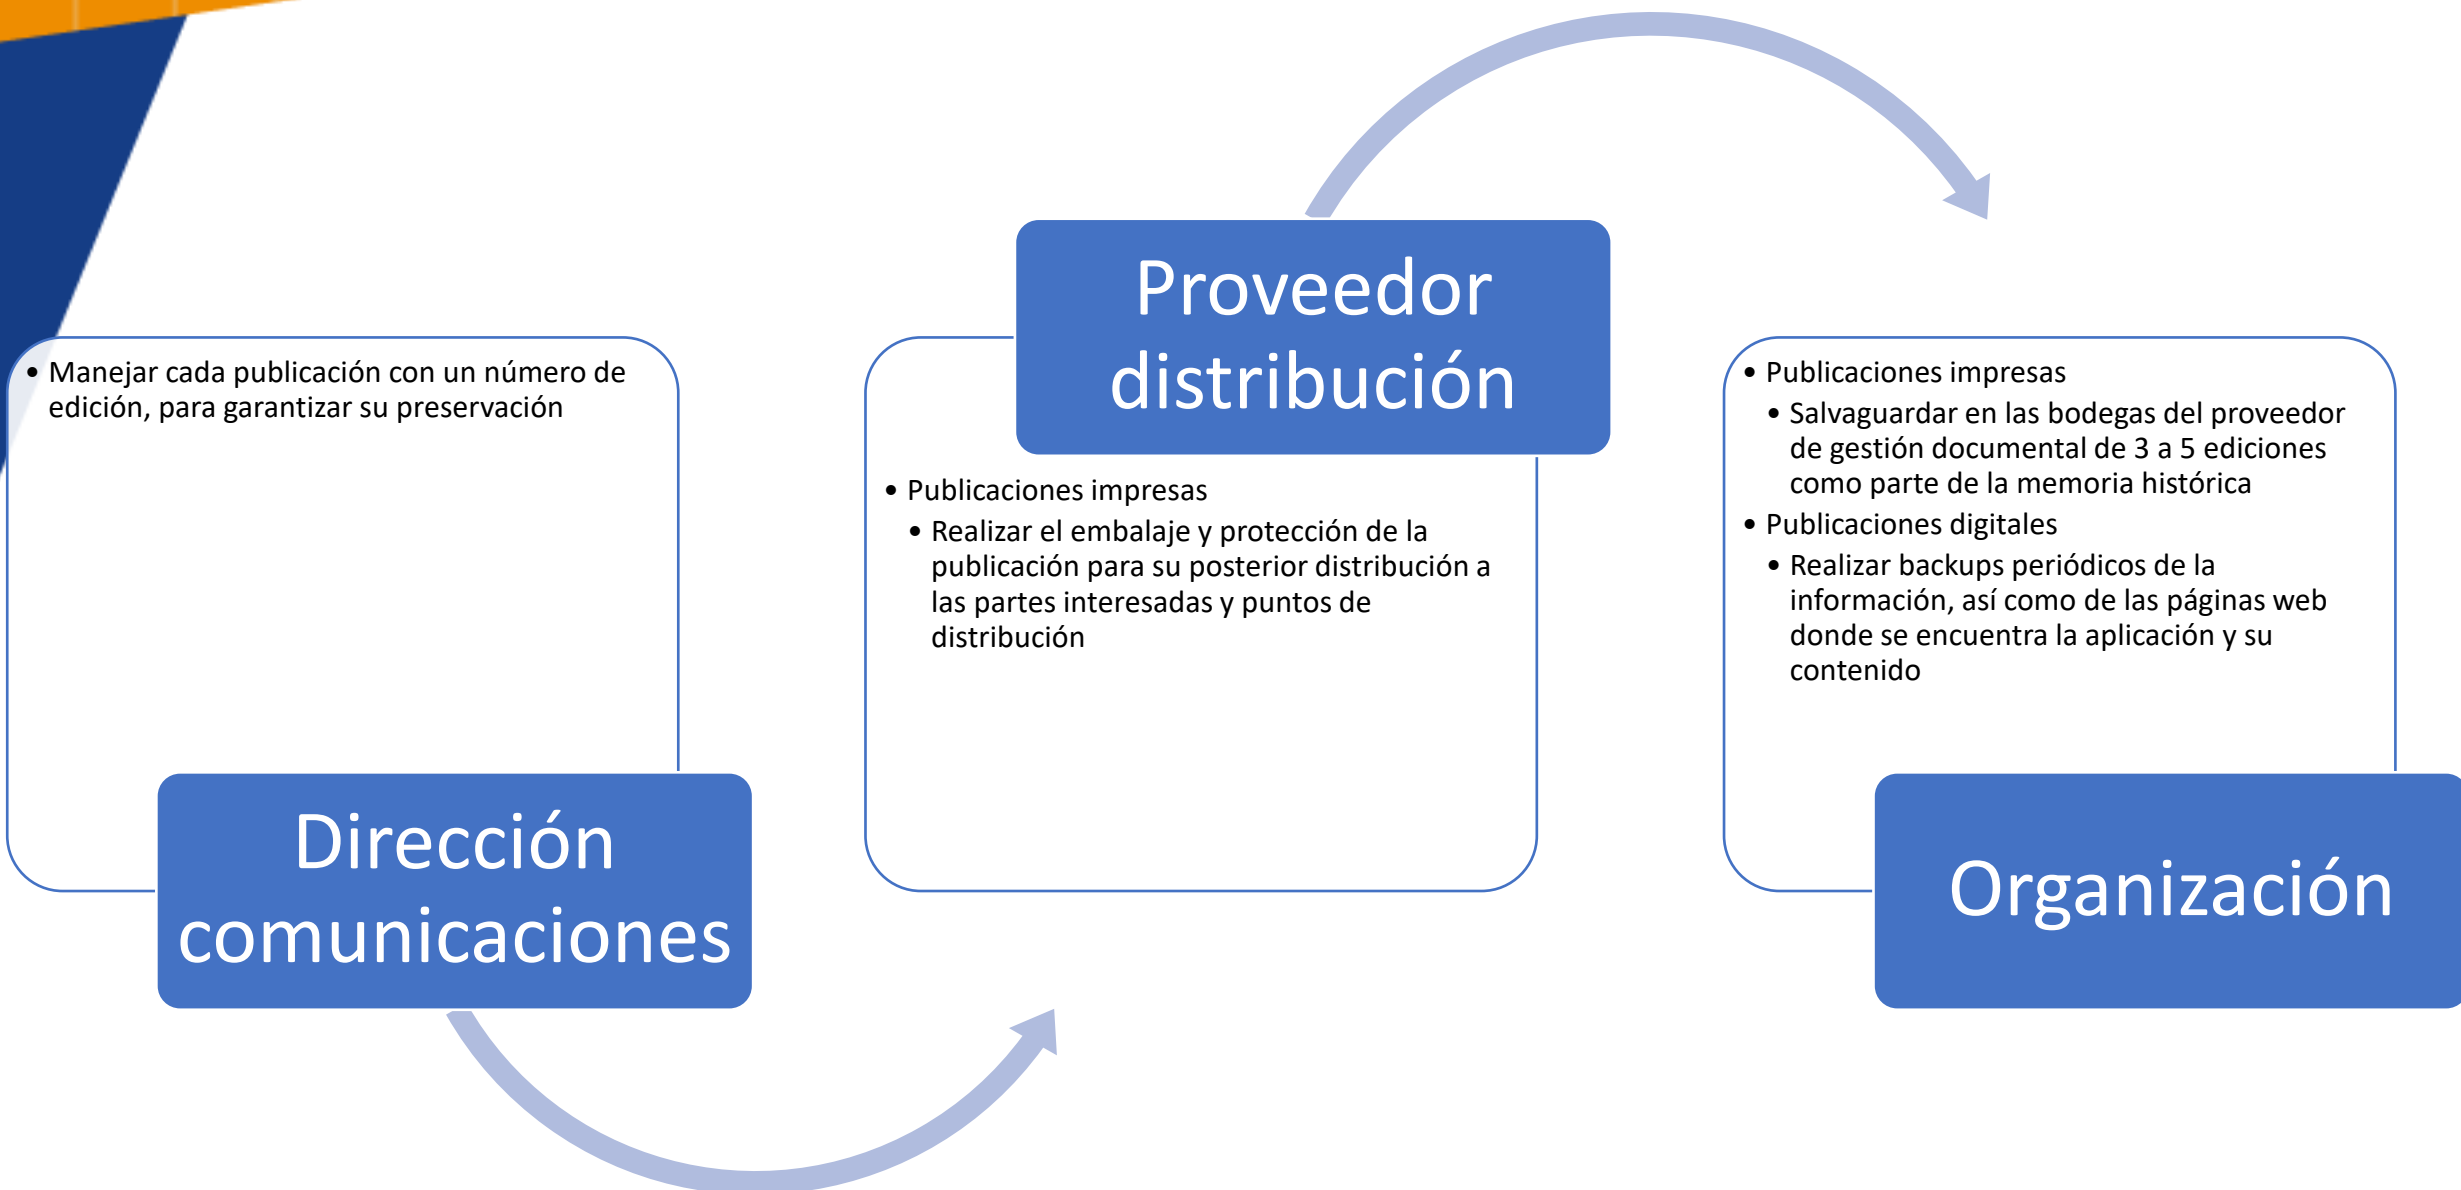 • Manejar cada publicación con un número de
edición, para garantizar su preservación
Dirección
comunicaciones
Proveedor
distribución
• Publicaciones impresas
• Realizar el embalaje y protección de la
publicación para su posterior distribución a
las partes interesadas y puntos de
distribución
• Publicaciones impresas
• Salvaguardar en las bodegas del proveedor
de gestión documental de 3 a 5 ediciones
como parte de la memoria histórica
• Publicaciones digitales
• Realizar backups periódicos de la
información, así como de las páginas web
donde se encuentra la aplicación y su
contenido
Organización